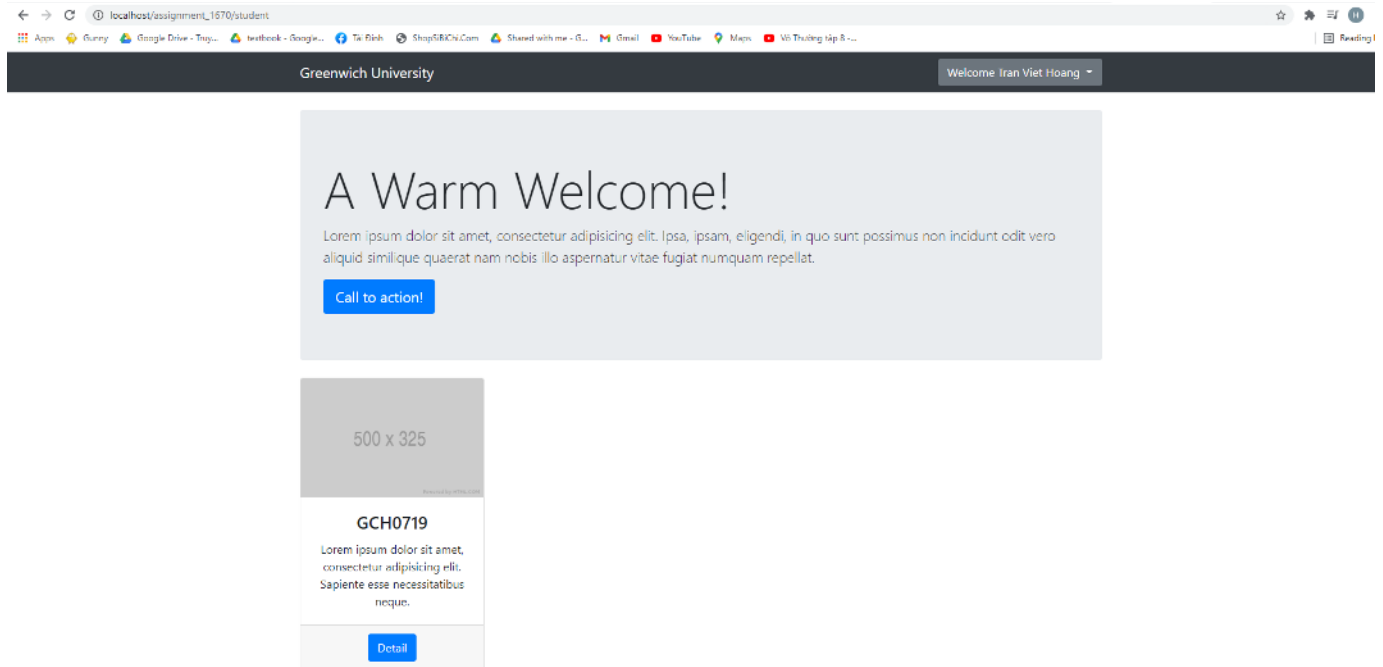 localhost/assignment_1670/student
H
Apps Gunny Google Drive - Truy... textbook - Google... Tài Đinh ShopSiBiChi.Com Shared with me - G... Gmail YouTube Maps Võ Thường tập 8 -... Reading
Greenwich University Welcome Tran Viet Hoang
A Warm Welcome!
Lorem ipsum dolor sit amet, consectetur adipisicing elit. Ipsa, ipsam, eligendi, in quo sunt possimus non incidunt odit vero
aliquid similique quaerat nam nobis illo aspernatur vitae fugiat numquam repellat.
Call to action!
500 x 325
GCH0719
Lorem ipsum dolor sit amet,
consectetur adipisicing elit.
Sapiente esse necessitatibus
neque.
Detail